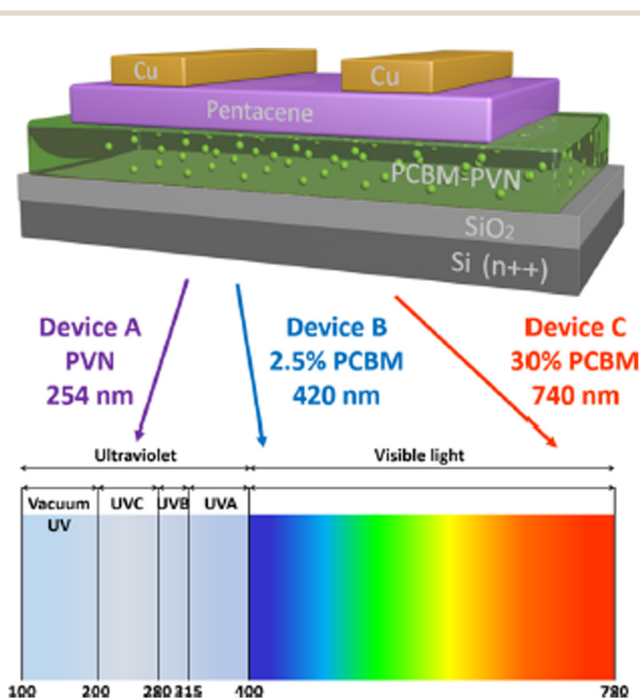 Cu
Cu
Pentacene
PCBM-PVN
SiO₂
Si (n++)
Device A
PVN
254 nm
Device B
2.5% PCBM
420 nm
Device C
30% PCBM
740 nm
Ultraviolet
Visible light
Vacuum
UV
UVC
UVB
UVA
100
200
280
315
400
780